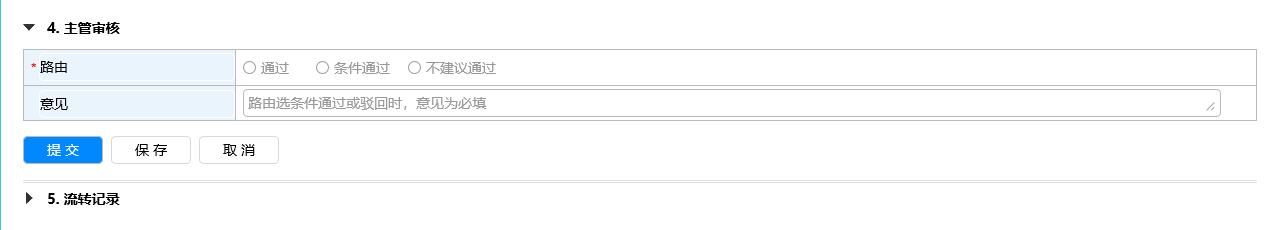 4. 主管审核
* 路由 通过 条件通过 不建议通过
意见 路由选条件通过或驳回时，意见为必填
提 交 保 存 取 消
5. 流转记录